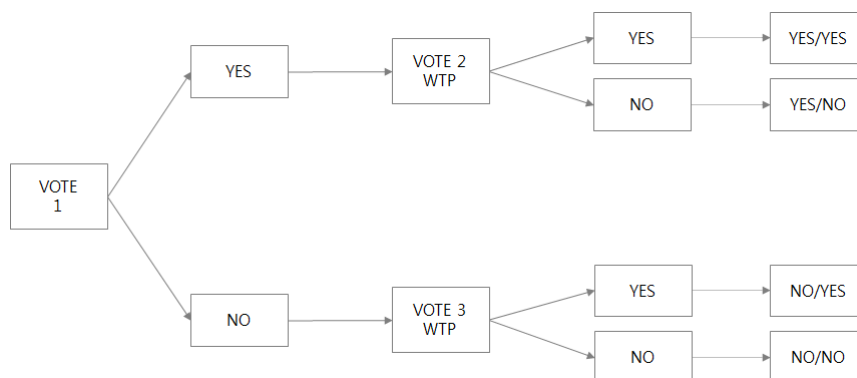 YES
YES/YES
VOTE 2
WTP
YES
NO
YES/NO
VOTE
1
YES
NO/YES
VOTE 3
WTP
NO
NO
NO/NO